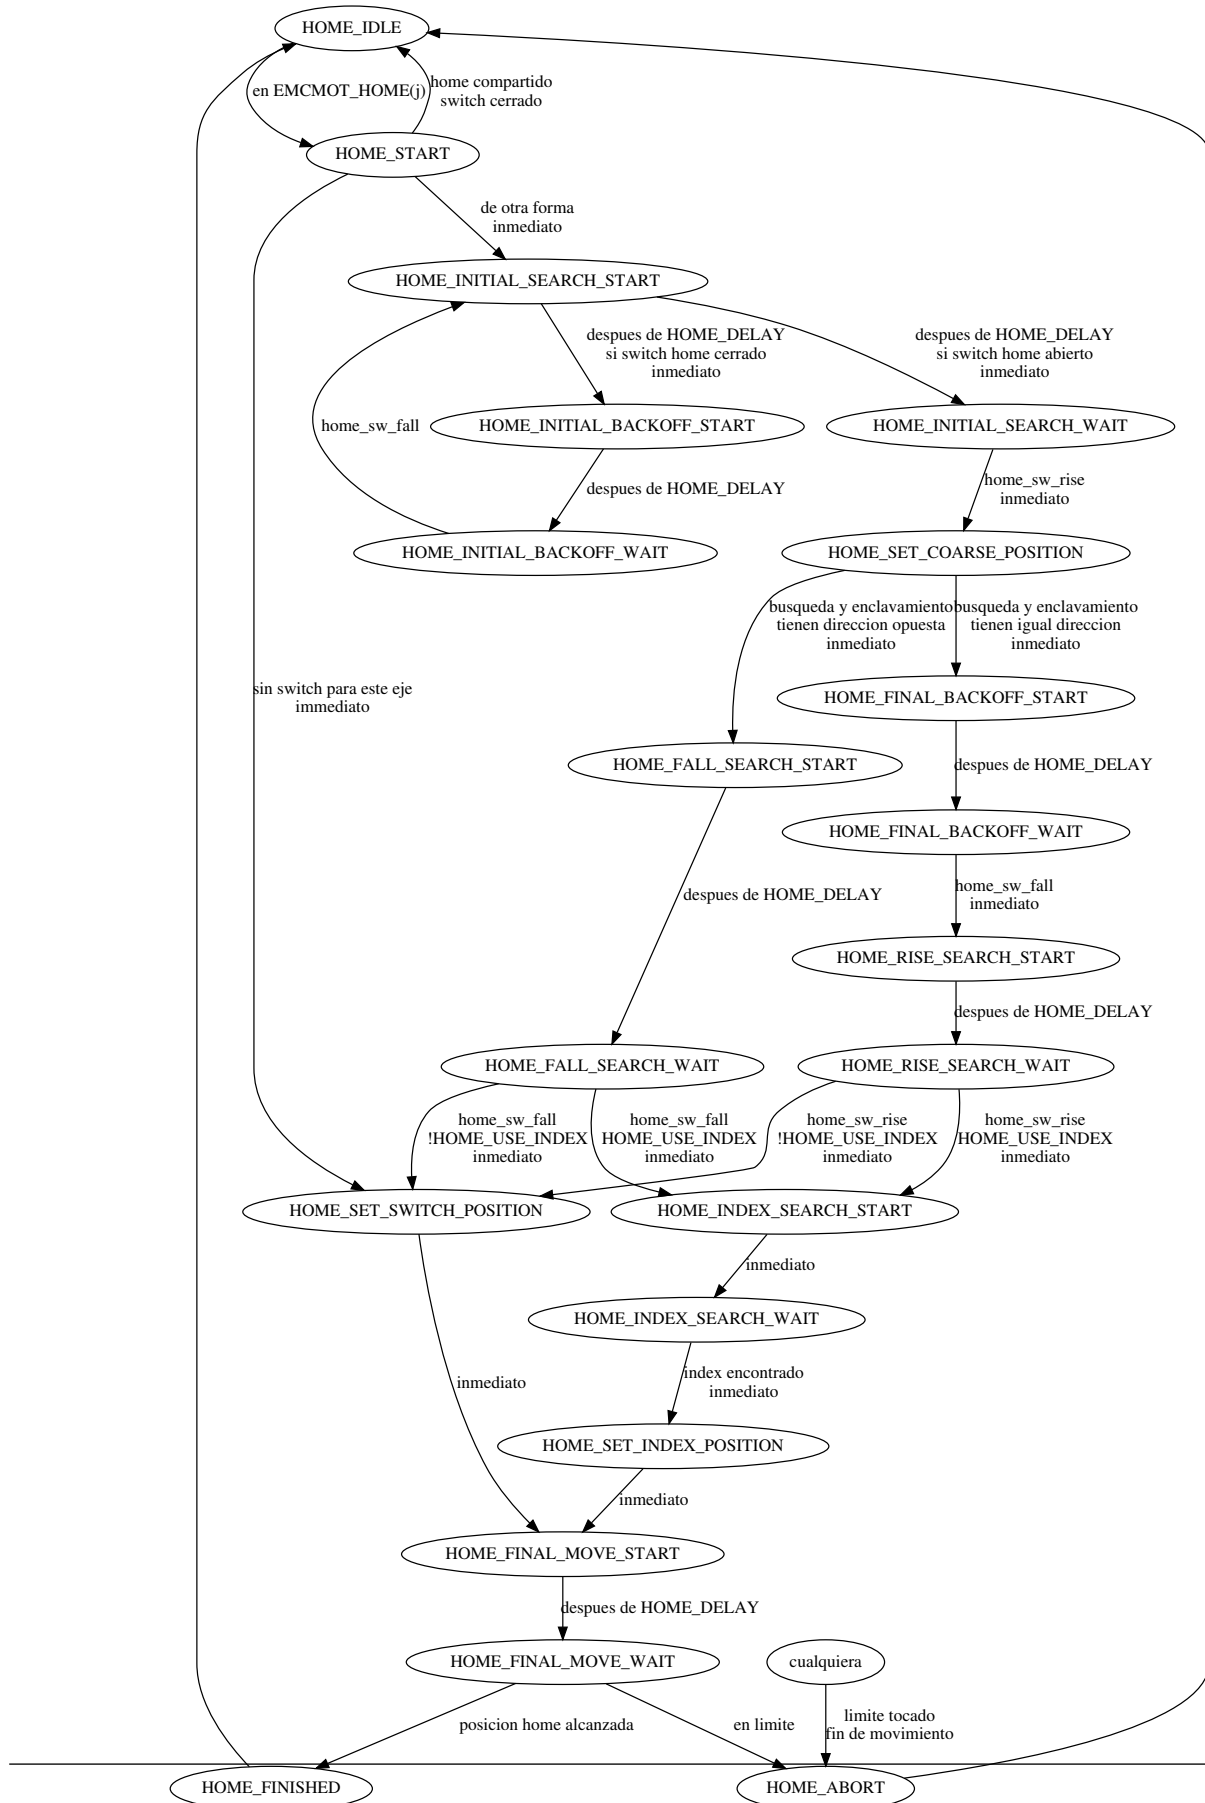 HOME_IDLE
en EMCMOT_HOME(j)
home compartido
switch cerrado
HOME_START
de otra forma
inmediato
HOME_INITIAL_SEARCH_START
despues de HOME_DELAY
si switch home cerrado
inmediato
despues de HOME_DELAY
si switch home abierto
inmediato
home_sw_fall
HOME_INITIAL_BACKOFF_START
HOME_INITIAL_SEARCH_WAIT
despues de HOME_DELAY
home_sw_rise
inmediato
HOME_INITIAL_BACKOFF_WAIT
HOME_SET_COARSE_POSITION
busqueda y enclavamiento
tienen direccion opuesta
inmediato
busqueda y enclavamiento
tienen igual direccion
inmediato
sin switch para este eje
immediato
HOME_FINAL_BACKOFF_START
HOME_FALL_SEARCH_START
despues de HOME_DELAY
HOME_FINAL_BACKOFF_WAIT
despues de HOME_DELAY
home_sw_fall
inmediato
HOME_RISE_SEARCH_START
despues de HOME_DELAY
HOME_FALL_SEARCH_WAIT
HOME_RISE_SEARCH_WAIT
home_sw_fall
!HOME_USE_INDEX
inmediato
home_sw_fall
HOME_USE_INDEX
inmediato
home_sw_rise
!HOME_USE_INDEX
inmediato
home_sw_rise
HOME_USE_INDEX
inmediato
HOME_SET_SWITCH_POSITION
HOME_INDEX_SEARCH_START
inmediato
HOME_INDEX_SEARCH_WAIT
inmediato
index encontrado
inmediato
HOME_SET_INDEX_POSITION
inmediato
HOME_FINAL_MOVE_START
despues de HOME_DELAY
HOME_FINAL_MOVE_WAIT
cualquiera
posicion home alcanzada
en limite
limite tocado
fin de movimiento
HOME_FINISHED
HOME_ABORT